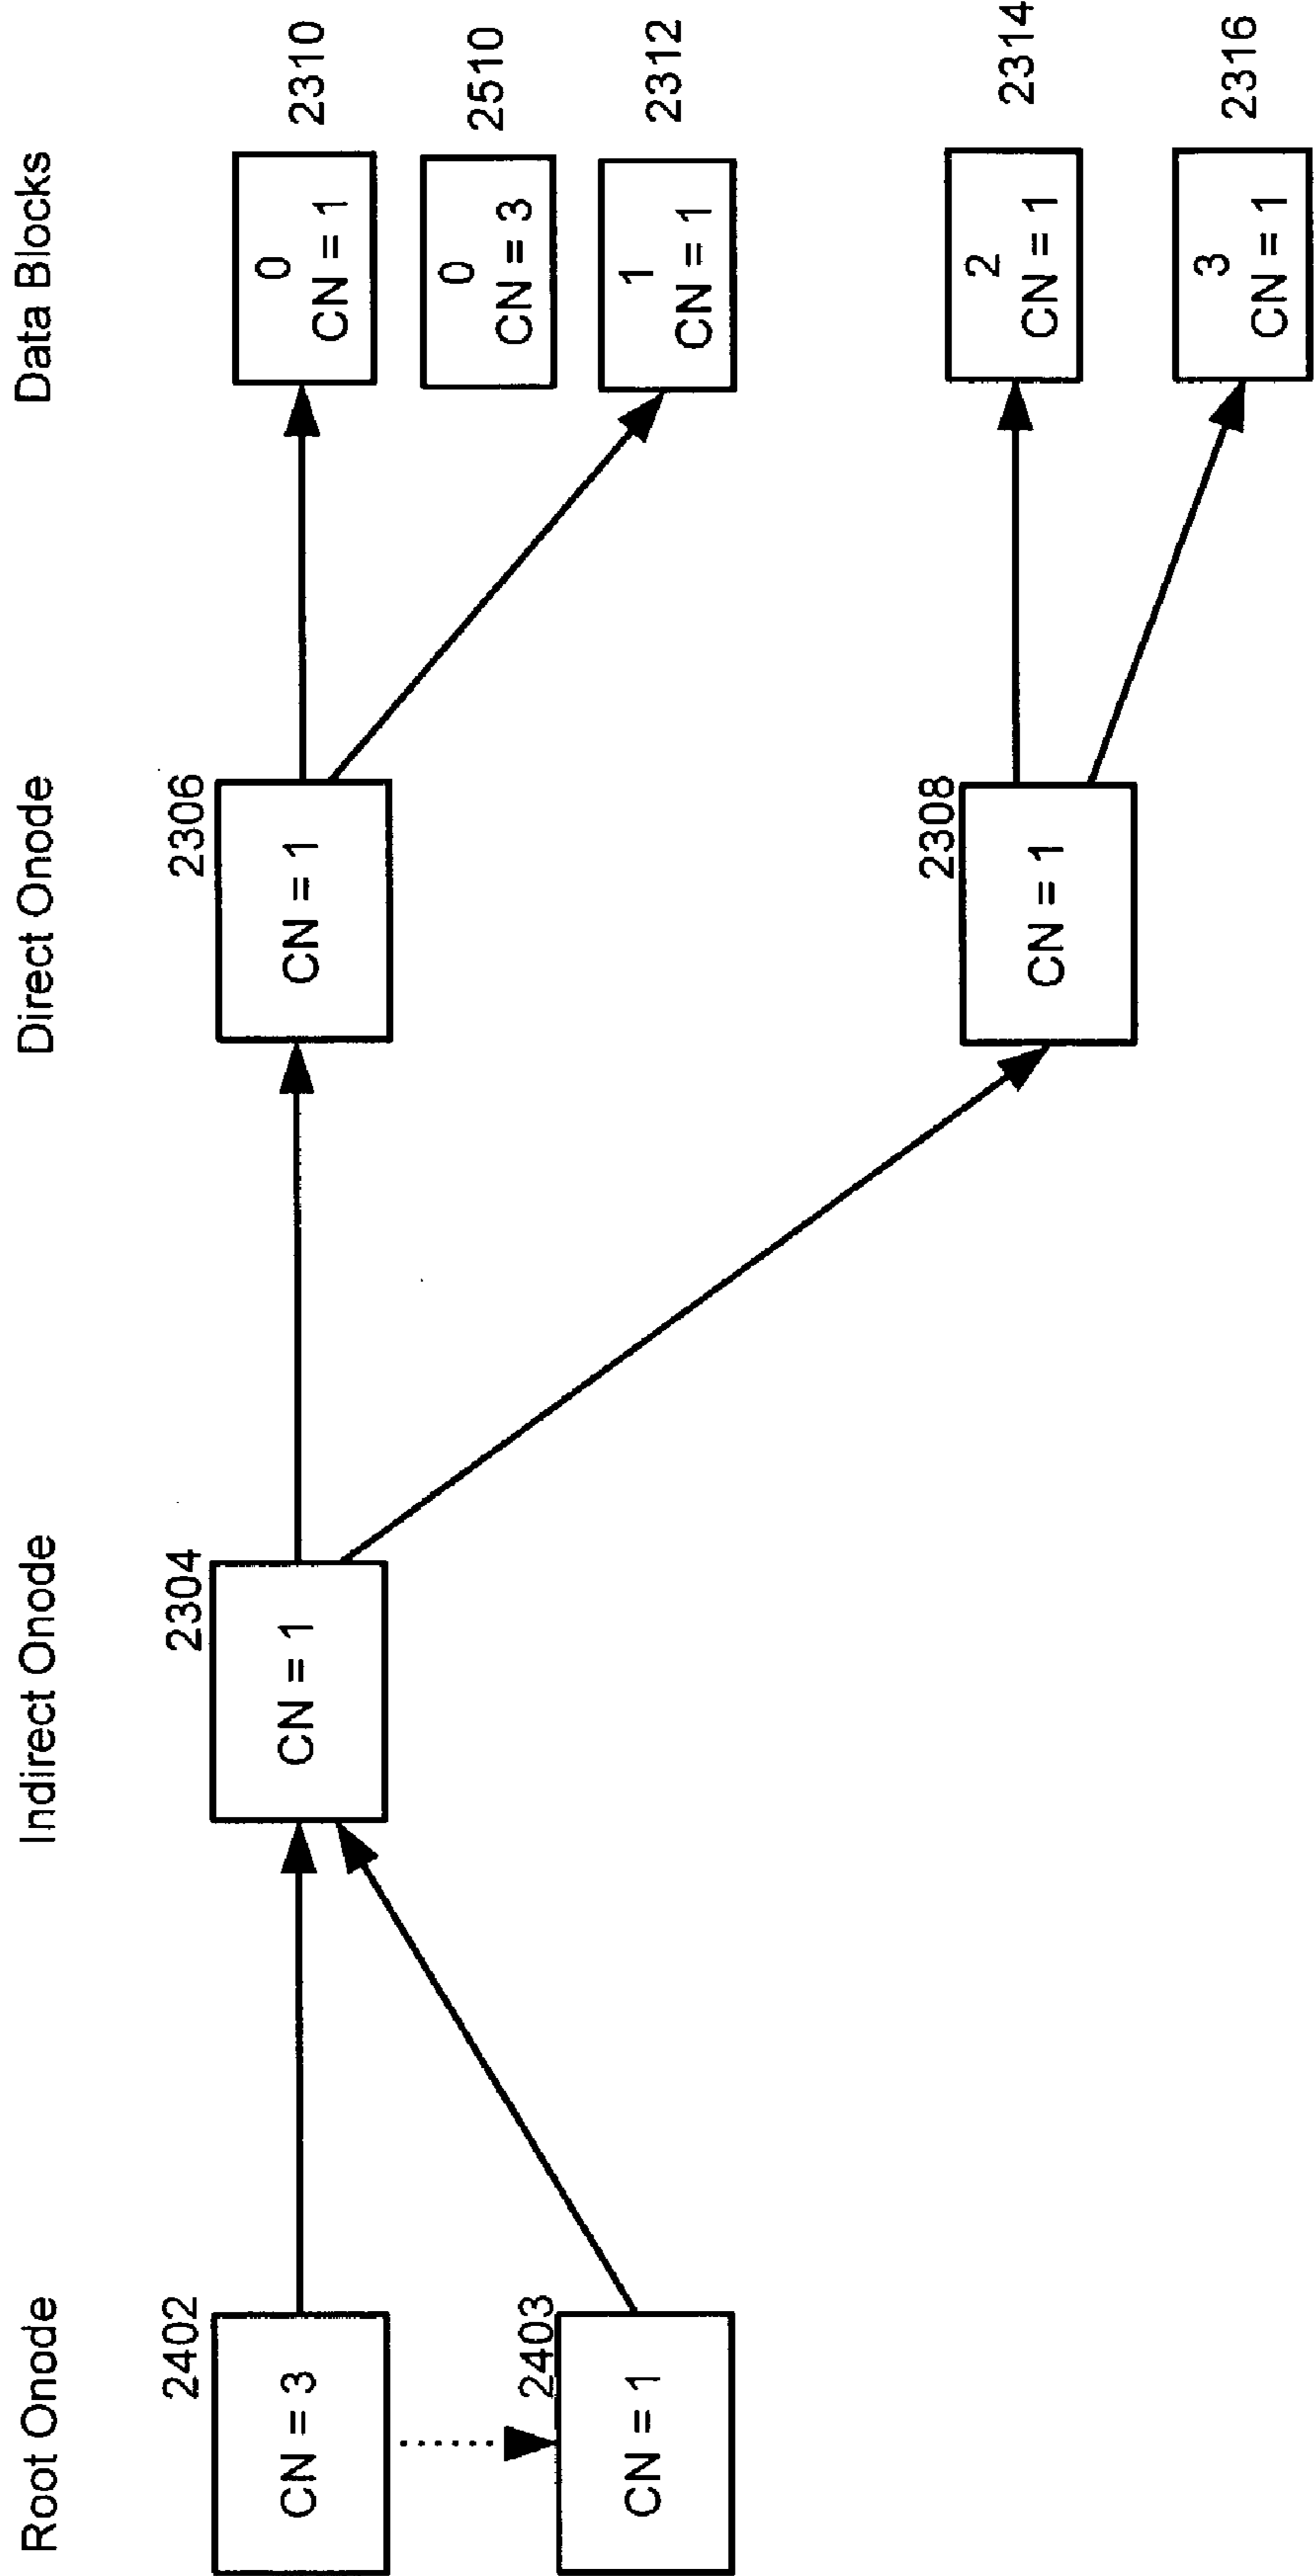 Root Onode
Indirect Onode
Direct Onode
Data Blocks
2402
CN = 3
2403
CN = 1
2304
CN = 1
2306
CN = 1
2308
CN = 1
0
CN = 1
2310
0
CN = 3
2510
1
CN = 1
2312
2
CN = 1
2314
3
CN = 1
2316